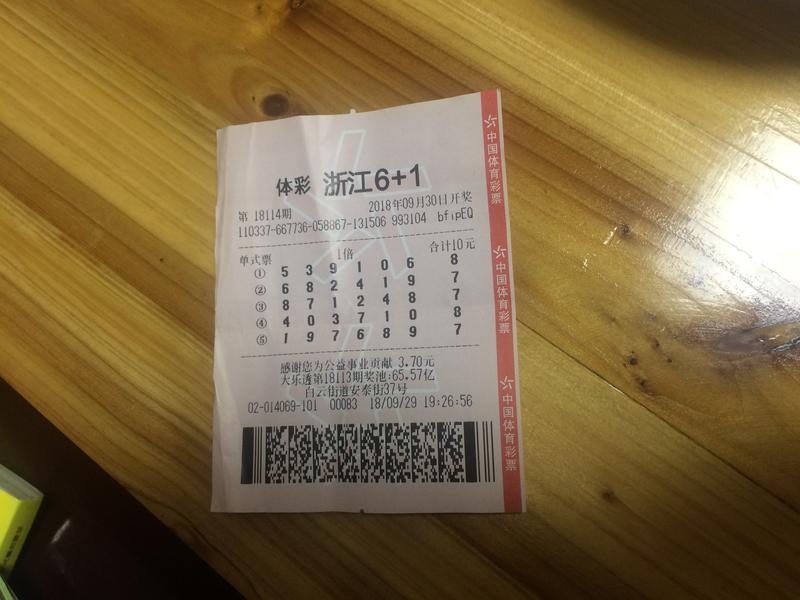 体彩 浙江6+1
第 18114期 2018年09月30日开奖
110337-667736-058867-131506 993104 bfipEQ
单式票 1倍 合计10元
① 5 3 9 1 0 6 8
② 6 8 2 4 1 9 7
③ 8 7 1 2 4 8 7
④ 4 0 3 7 1 0 8
⑤ 1 9 7 6 8 9 7
感谢您为公益事业贡献 3.70元
大乐透第18113期奖池:65.57亿
白云街道安泰街37号
02-014069-101 00083 18/09/29 19:26:56
中国体育彩票
中国体育彩票
中国体育彩票